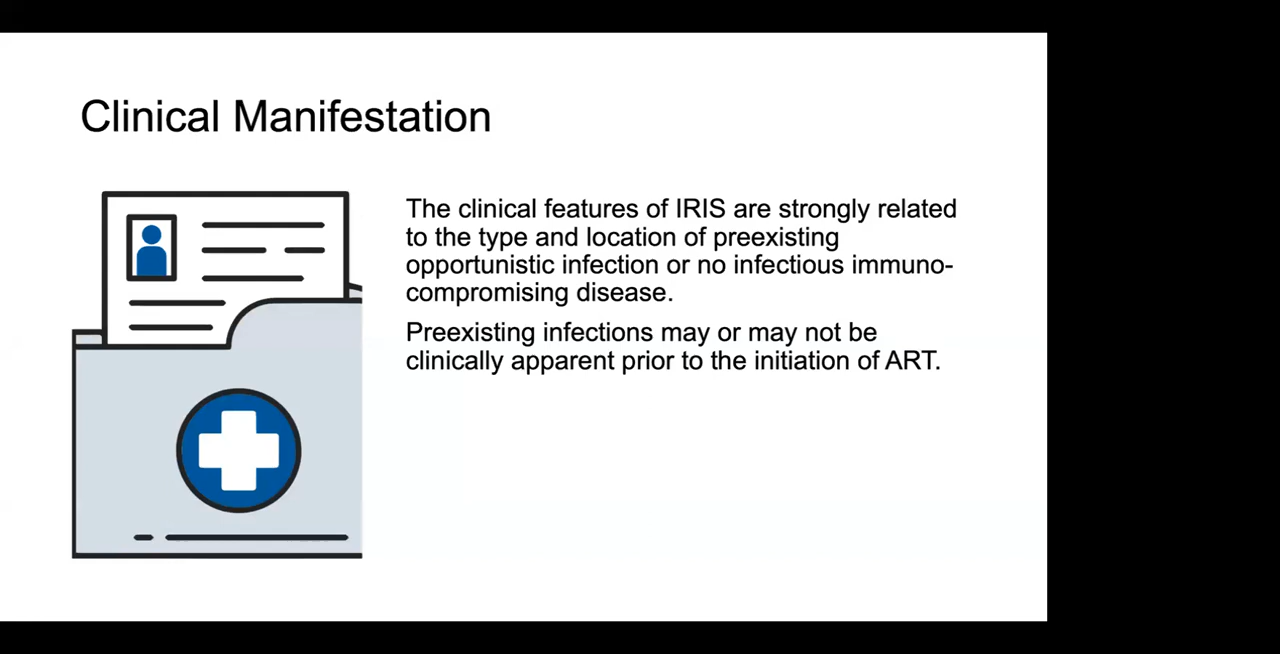 Clinical Manifestation
The clinical features of IRIS are strongly related
to the type and location of preexisting
opportunistic infection or no infectious immuno-
compromising disease.
Preexisting infections may or may not be
clinically apparent prior to the initiation of ART.